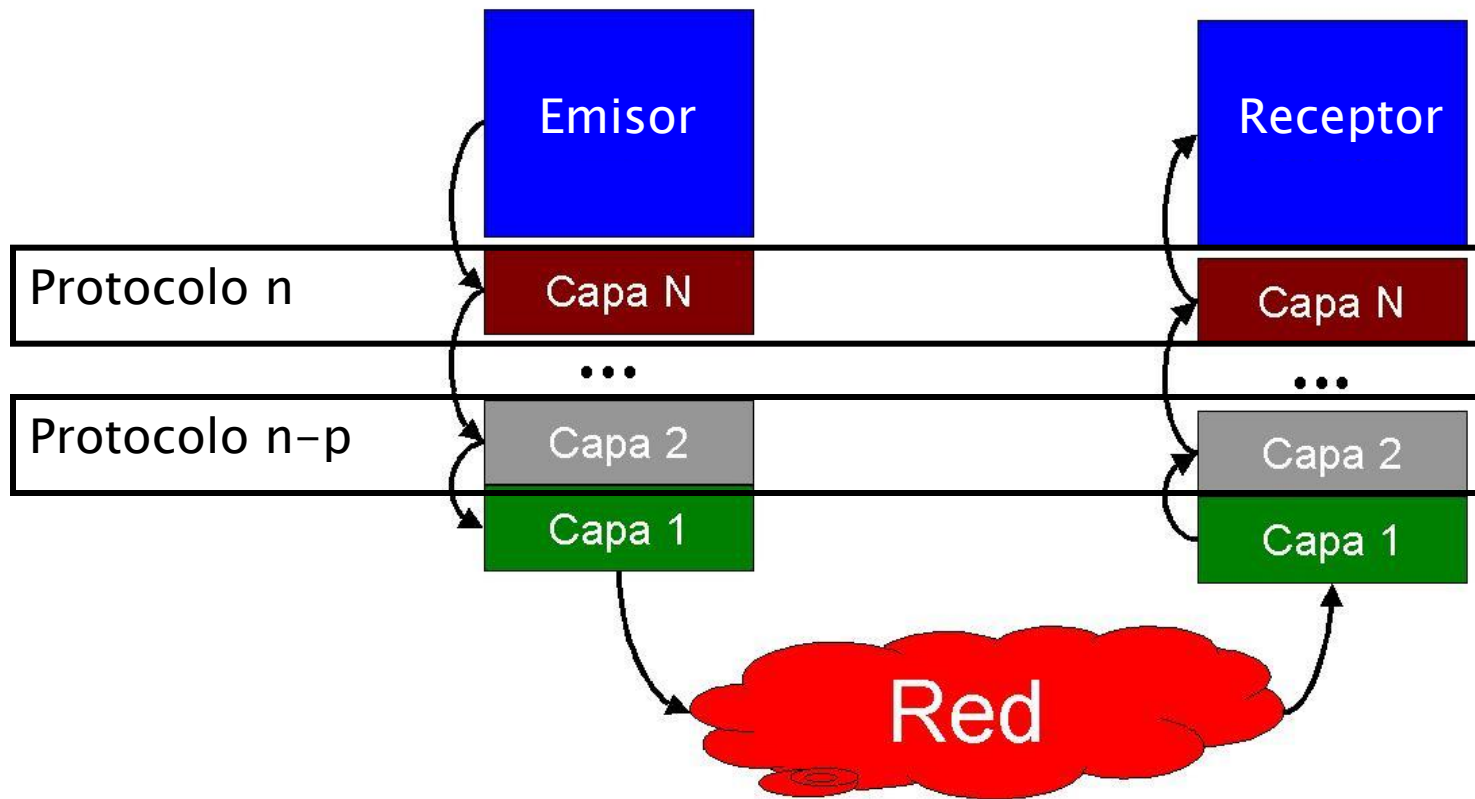 Emisor
Receptor
Protocolo n
Capa N
Capa N
...
...
Protocolo n-p
Capa 2
Capa 2
Capa 1
Capa 1
Red